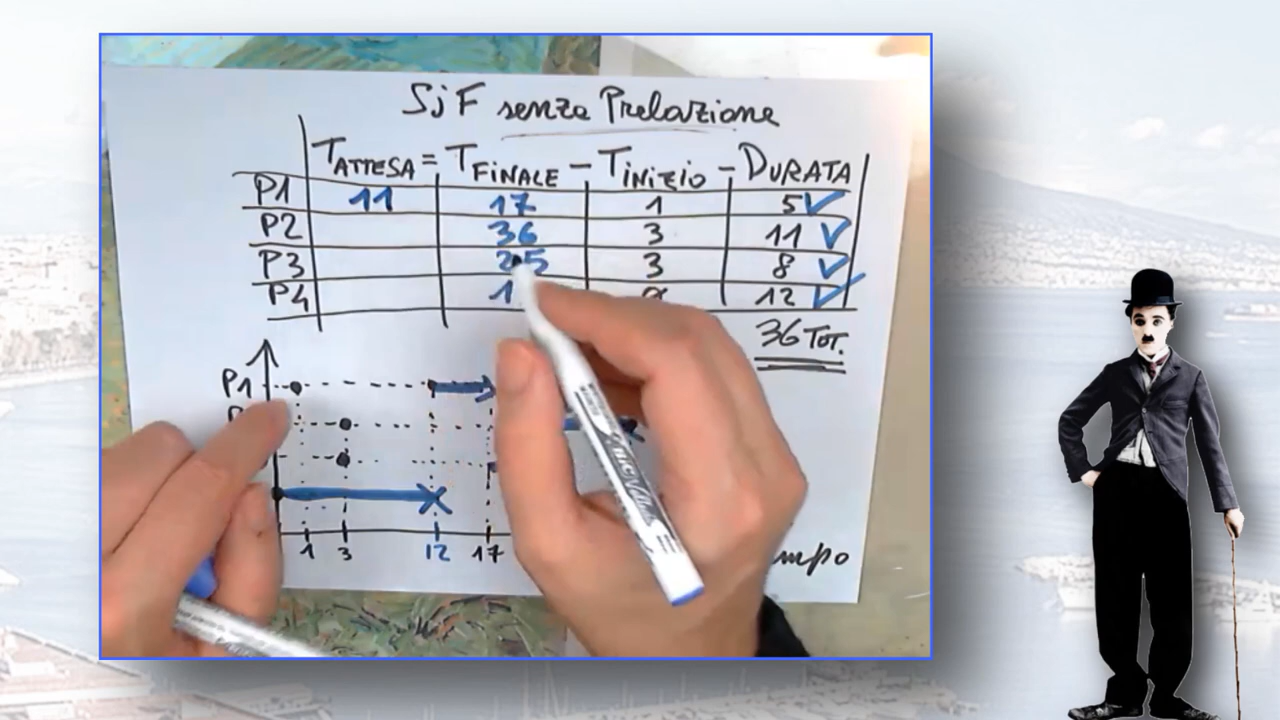 SjF senza Prelazione
TATTESA = TFINALE - TINIZIO - DURATA
P1 11 17 1 5
P2 36 3 11
P3 25 3 8
P4 12
36 TOT.
P1
1 3 12 17